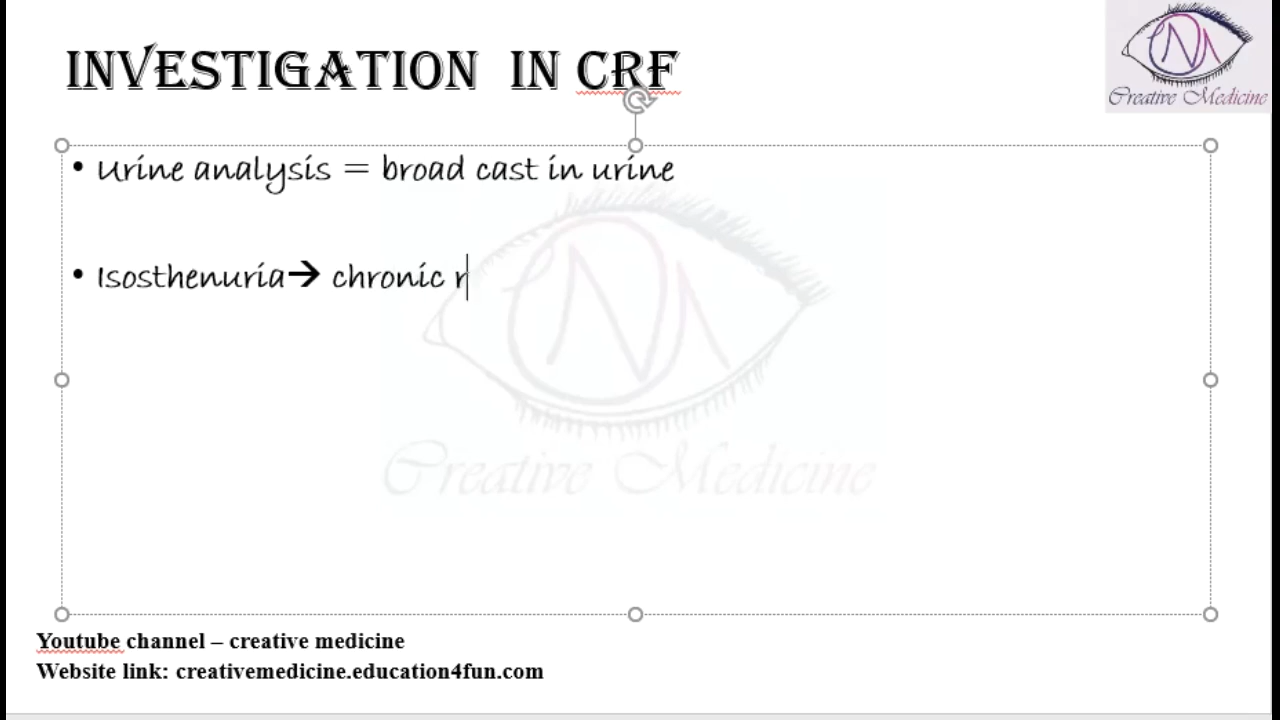 INVESTIGATION IN CRF
Creative Medicine
• Urine analysis = broad cast in urine
• Isosthenuria→ chronic r
Creative Medicine
Youtube channel – creative medicine
Website link: creativemedicine.education4fun.com